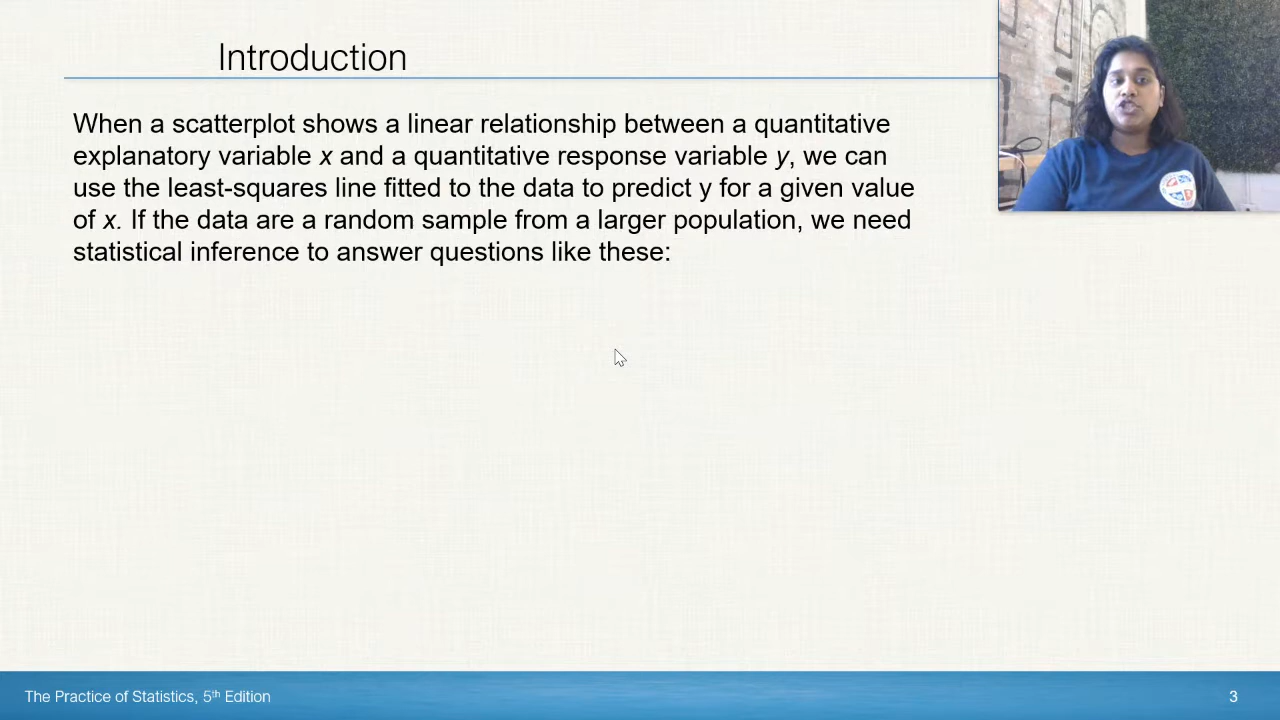 Introduction
When a scatterplot shows a linear relationship between a quantitative
explanatory variable x and a quantitative response variable y, we can
use the least-squares line fitted to the data to predict y for a given value
of x. If the data are a random sample from a larger population, we need
statistical inference to answer questions like these:
The Practice of Statistics, 5th Edition
3